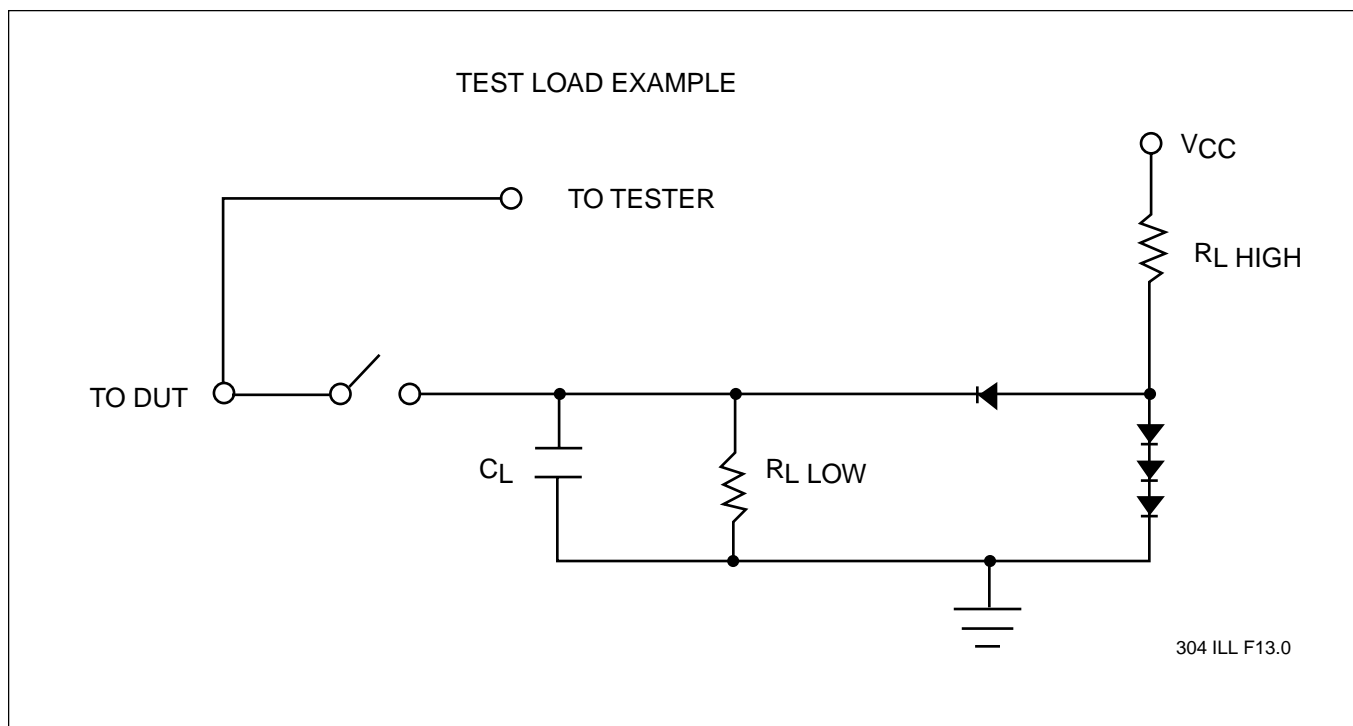 TEST LOAD EXAMPLE
VCC
TO TESTER
RL HIGH
TO DUT
CL
RL LOW
304 ILL F13.0